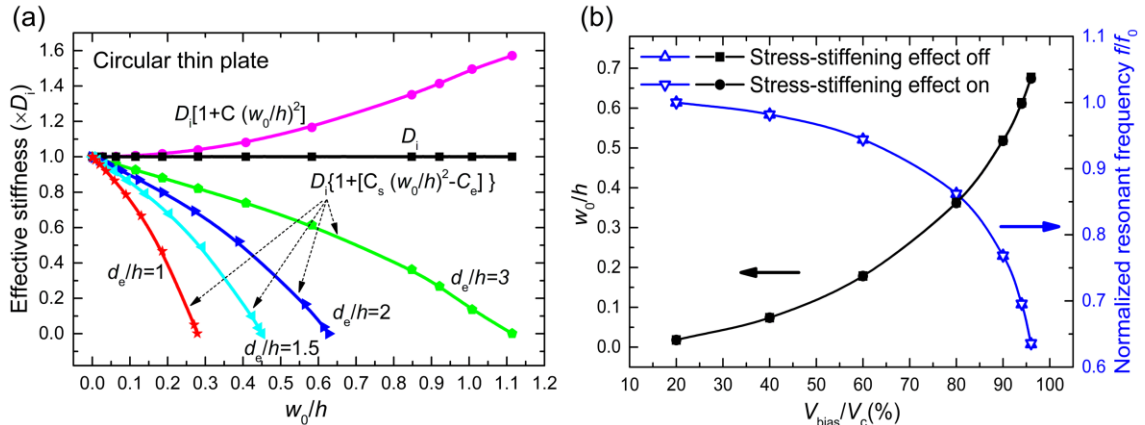 (a)
Circular thin plate
Effective stiffness (×Dᵢ)
1.6
1.4
1.2
1.0
0.8
0.6
0.4
0.2
0.0
Dᵢ[1+C (w₀/h)²]
Dᵢ
Dᵢ{1+[Cₛ (w₀/h)²-Cₑ] }
dₑ/h=1
dₑ/h=1.5
dₑ/h=2
dₑ/h=3
0.0 0.1 0.2 0.3 0.4 0.5 0.6 0.7 0.8 0.9 1.0 1.1 1.2
w₀/h
(b)
Stress-stiffening effect off
Stress-stiffening effect on
w₀/h
0.7
0.6
0.5
0.4
0.3
0.2
0.1
0.0
10 20 30 40 50 60 70 80 90 100
V_bias/V_c(%)
1.1
1.0
0.9
0.8
0.7
0.6
Normalized resonant frequency f/f₀